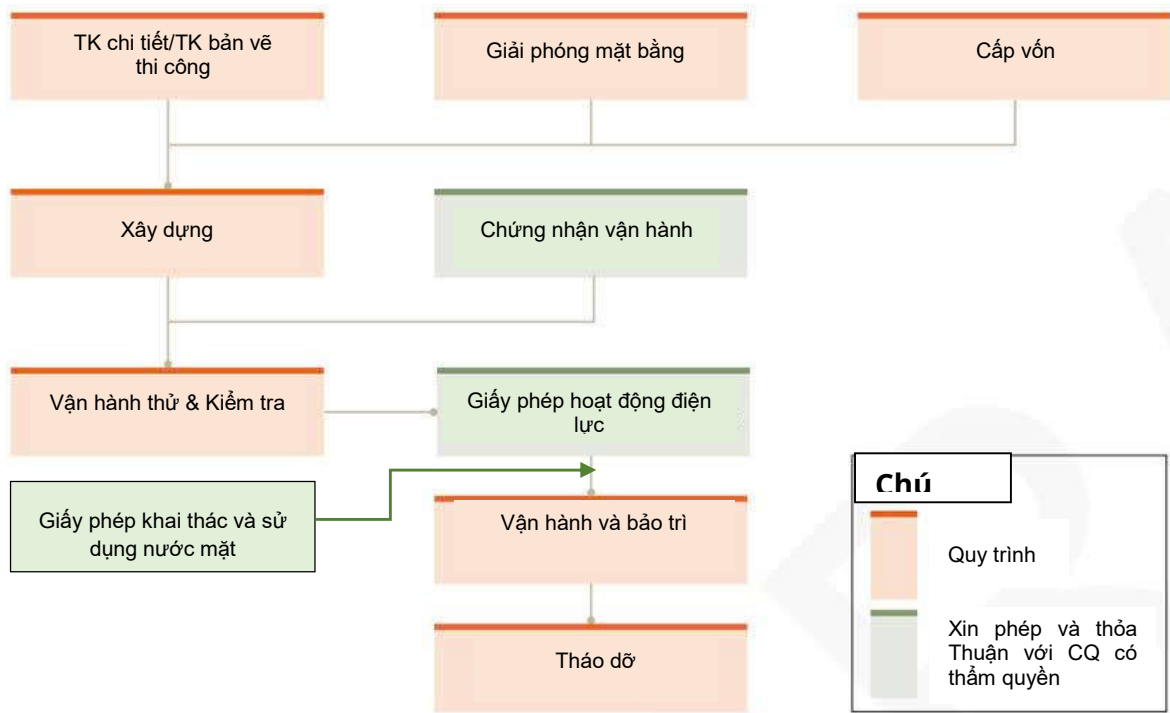 TK chi tiết/TK bản vẽ
thi công
Giải phóng mặt bằng
Cấp vốn
Xây dựng
Chứng nhận vận hành
Vận hành thử & Kiểm tra
Giấy phép hoạt động điện
lực
Giấy phép khai thác và sử
dụng nước mặt
Vận hành và bảo trì
Tháo dỡ
Chú
Quy trình
Xin phép và thỏa
Thuận với CQ có
thẩm quyền